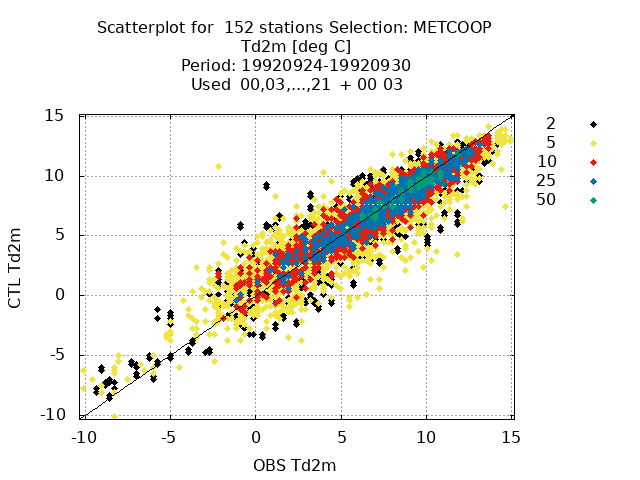 Scatterplot for 152 stations Selection: METCOOP
Td2m [deg C]
Period: 19920924-19920930
Used 00,03,...,21 + 00 03
15
10
5
0
-5
-10
CTL Td2m
-10 -5 0 5 10 15
OBS Td2m
2
5
10
25
50